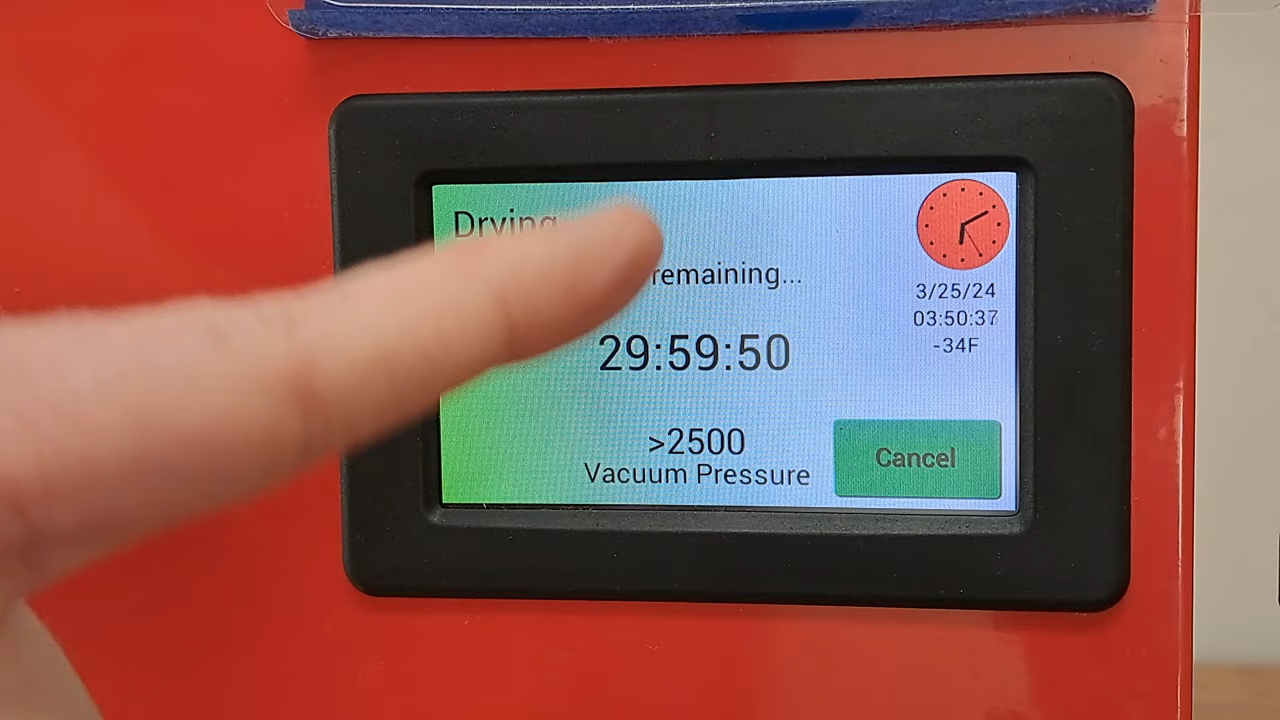 Drying
remaining...
29:59:50
>2500
Vacuum Pressure
3/25/24
03:50:37
-34F
Cancel